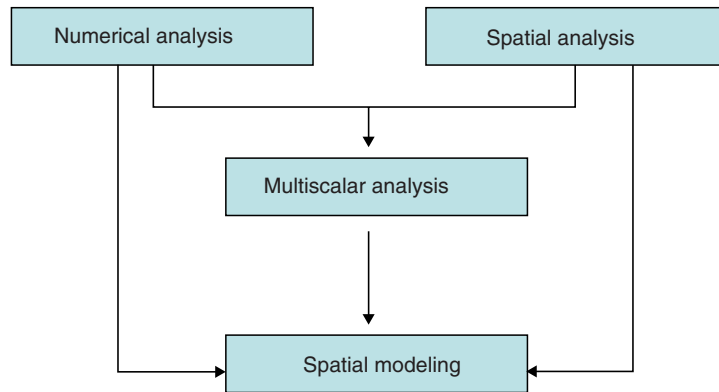 Numerical analysis
Spatial analysis
Multiscalar analysis
Spatial modeling